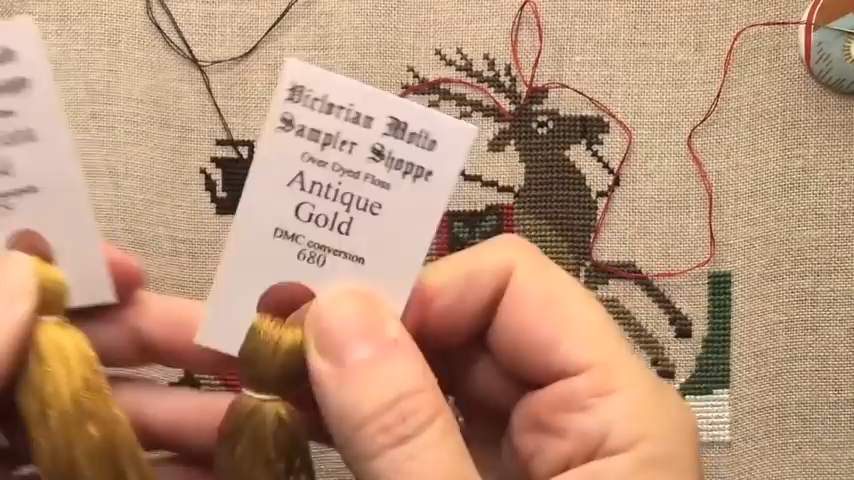 Victorian Motto
Sampler Shoppe
Over Dyed Floss
Antique
Gold
DMC conversion
680